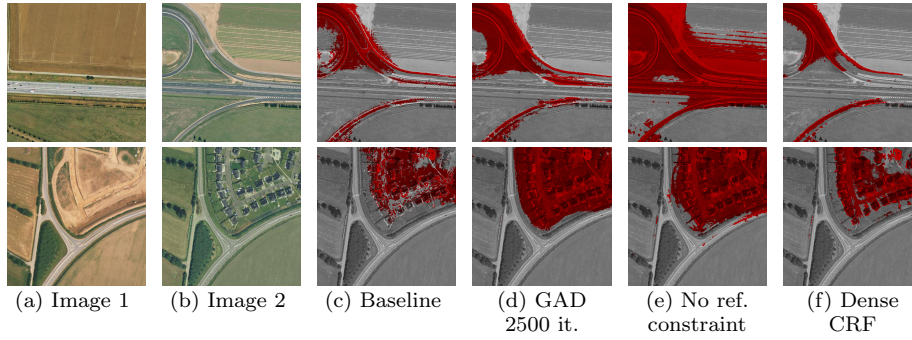 (a) Image 1
(b) Image 2
(c) Baseline
(d) GAD
2500 it.
(e) No ref.
constraint
(f) Dense
CRF